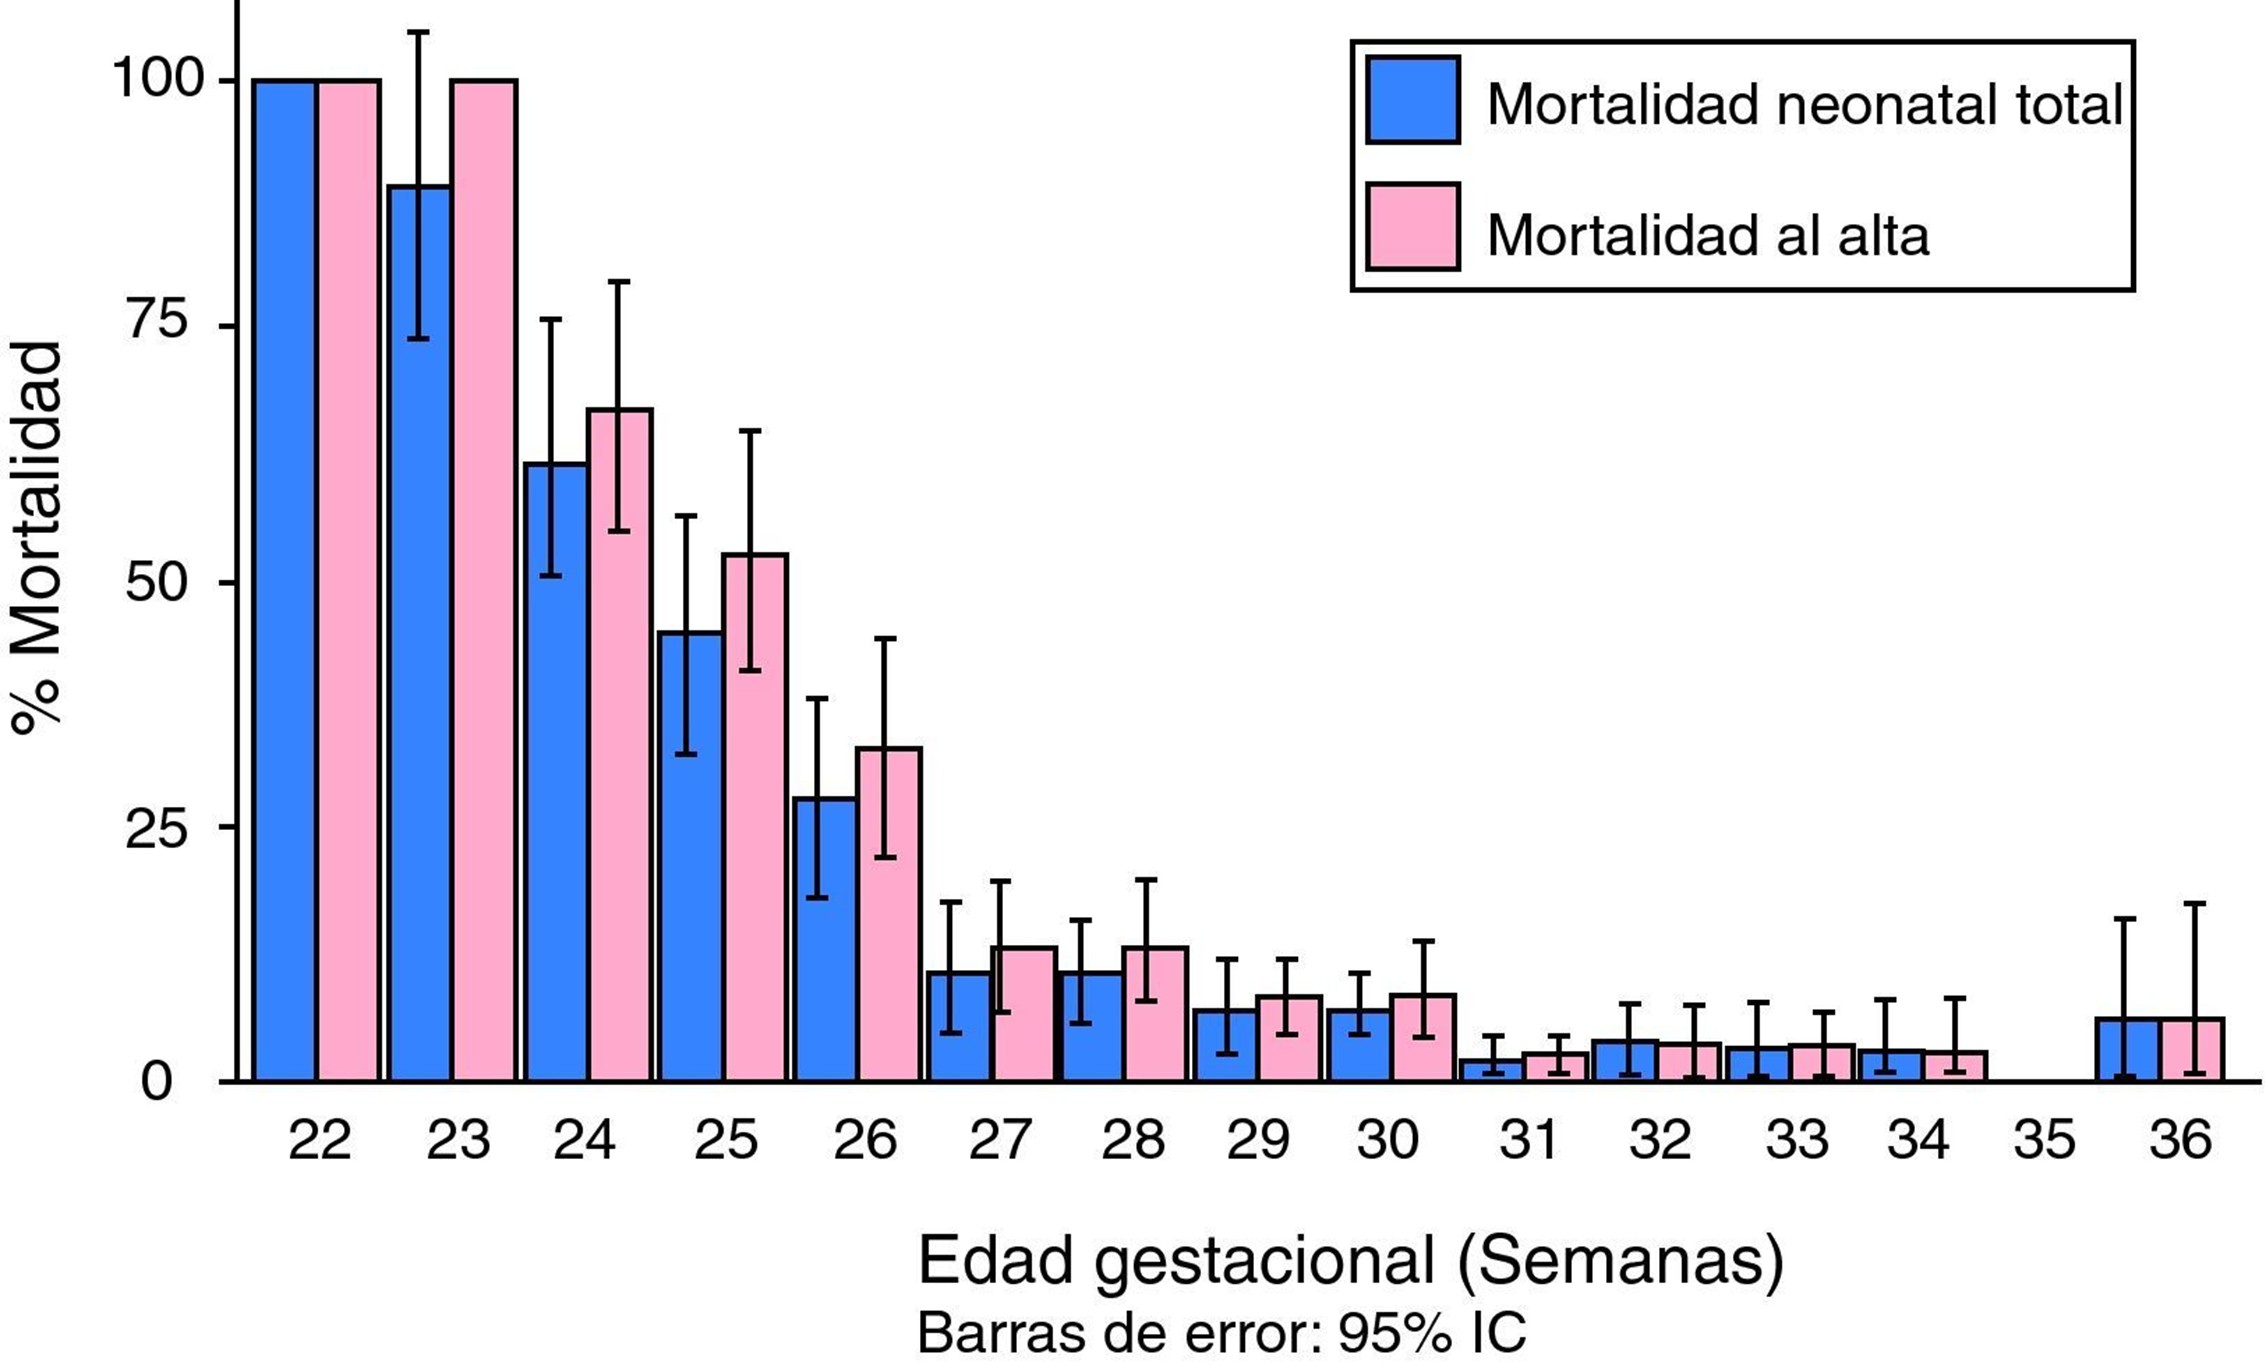 100
75
50
25
0
% Mortalidad
Mortalidad neonatal total
Mortalidad al alta
22 23 24 25 26 27 28 29 30 31 32 33 34 35 36
Edad gestacional (Semanas)
Barras de error: 95% IC